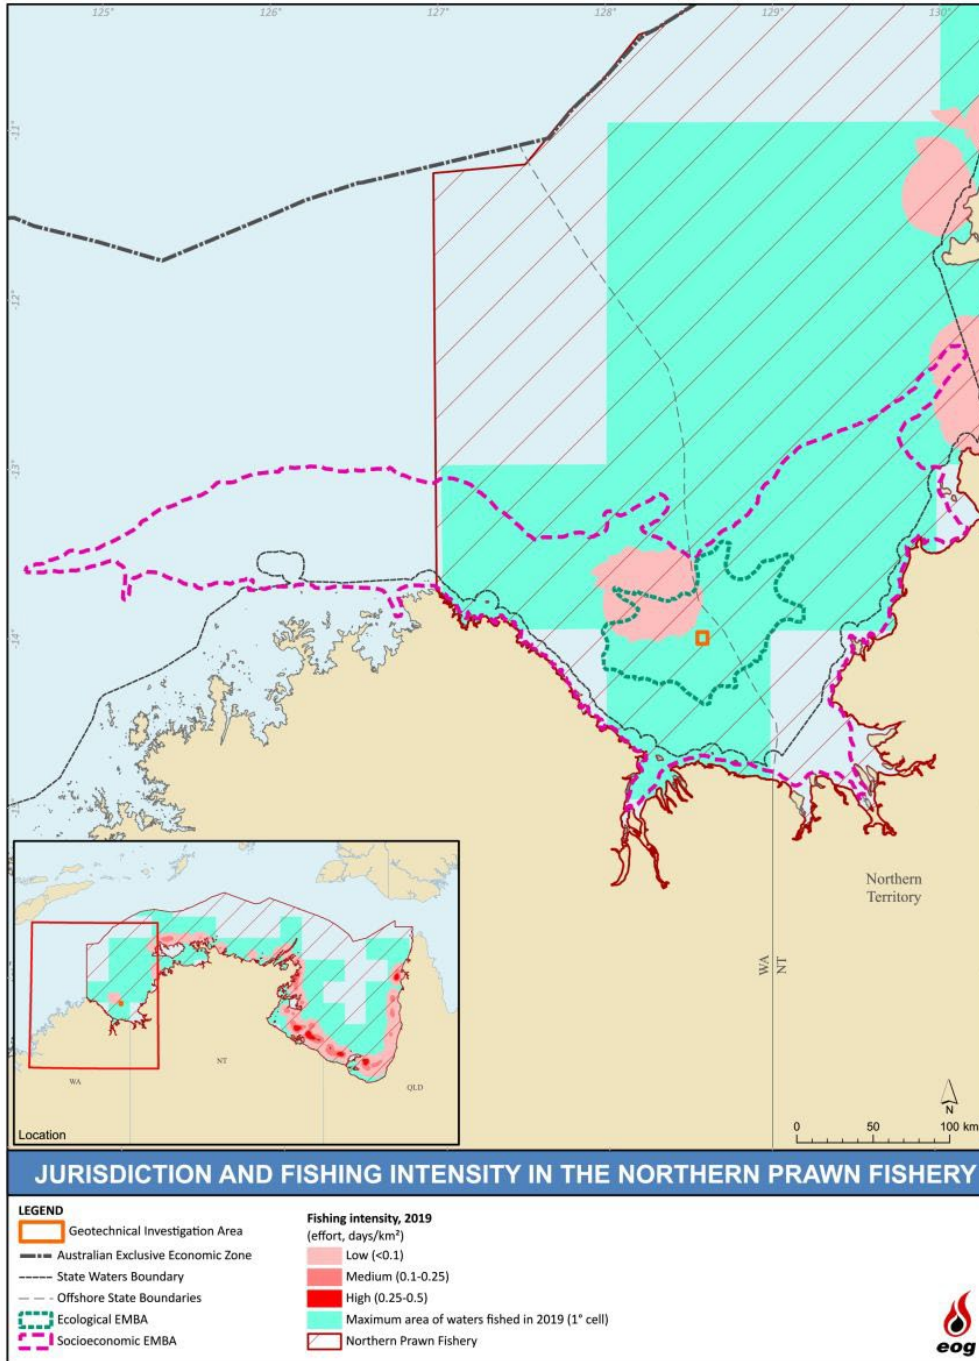 125°
126°
127°
128°
129°
130°
-11°
-12°
-13°
-14°
Northern
Territory
WA
NT
WA
NT
QLD
Location
N
0
50
100 km
JURISDICTION AND FISHING INTENSITY IN THE NORTHERN PRAWN FISHERY
LEGEND
Geotechnical Investigation Area
Australian Exclusive Economic Zone
State Waters Boundary
Offshore State Boundaries
Ecological EMBA
Socioeconomic EMBA
Fishing intensity, 2019
(effort, days/km²)
Low (<0.1)
Medium (0.1-0.25)
High (0.25-0.5)
Maximum area of waters fished in 2019 (1° cell)
Northern Prawn Fishery
eog